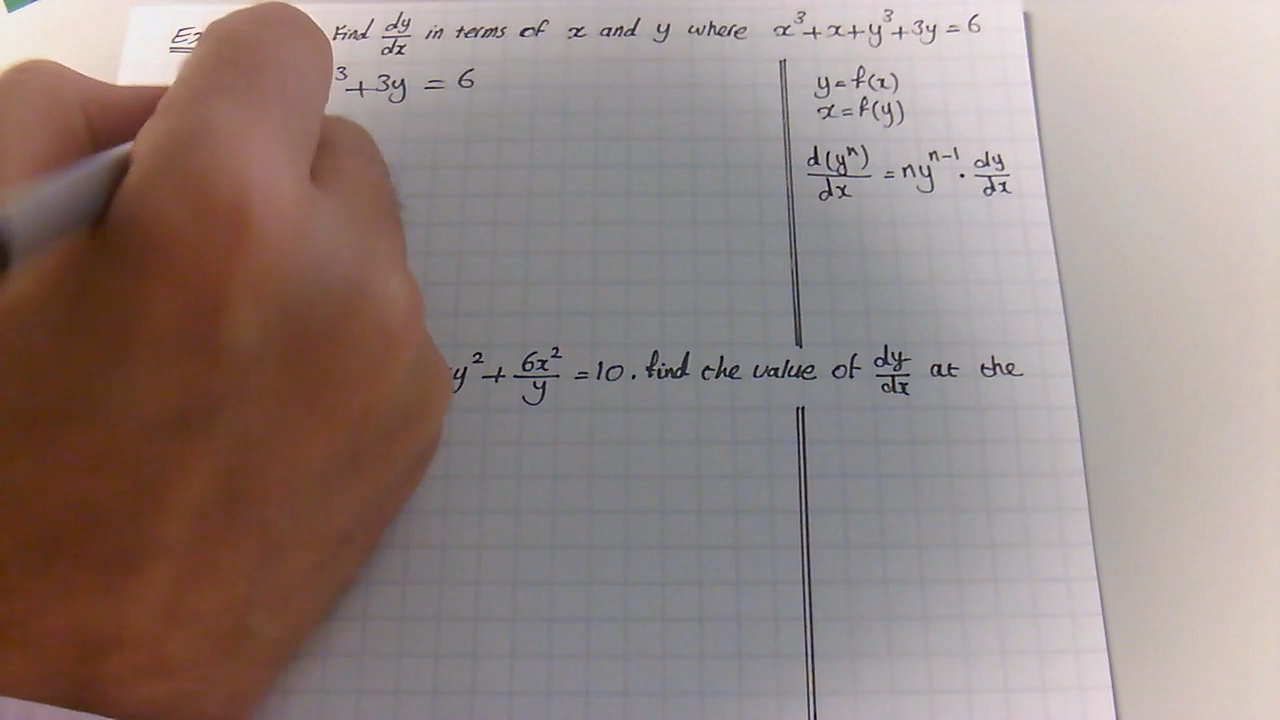 Find dy/dx in terms of x and y where x³+x+y³+3y=6
³+3y = 6
y=f(x)
x=f(y)
d(yⁿ)/dx = nyⁿ⁻¹ . dy/dx
y²+6x²/y =10. find the value of dy/dx at the